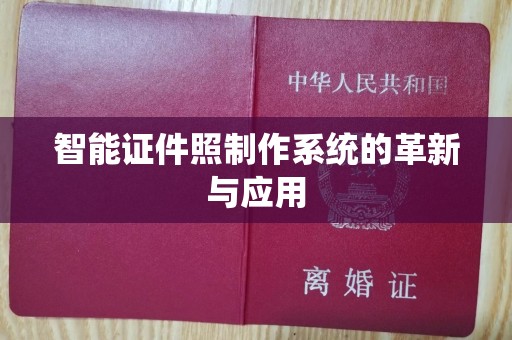 中华人民共和国
智能证件照制作系统的革新
与应用
离婚证